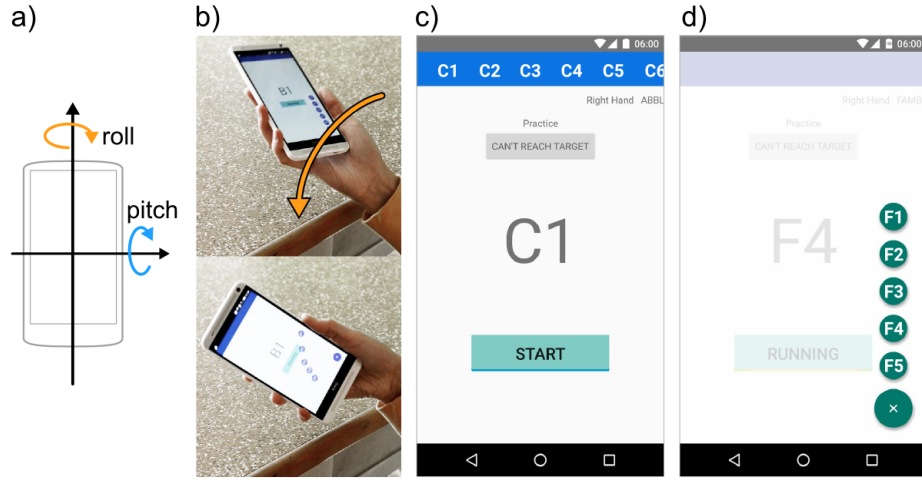 a)
roll
pitch
b)
B1
B1
c)
06:00
C1 C2 C3 C4 C5 C6
Right Hand ABBL
Practice
CAN'T REACH TARGET
C1
START
d)
06:00
Right Hand FAMB
Practice
CAN'T REACH TARGET
F4
RUNNING
F1
F2
F3
F4
F5
×